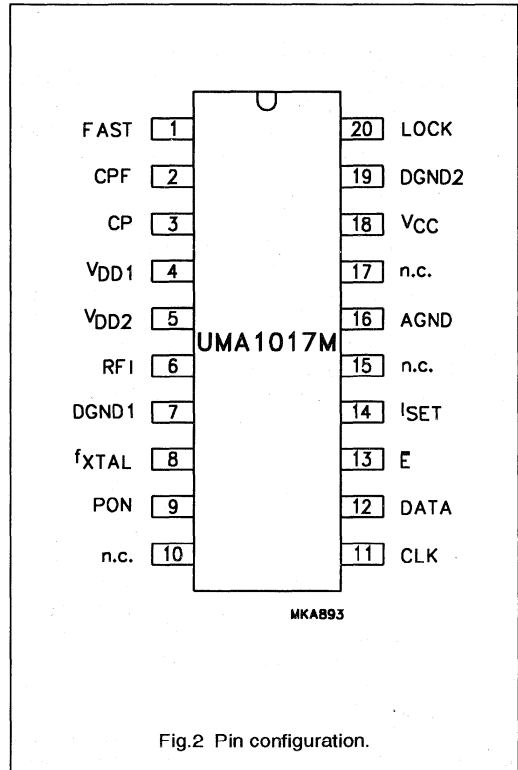 FAST 1 20 LOCK
CPF 2 19 DGND2
CP 3 18 VCC
VDD1 4 17 n.c.
VDD2 5 16 AGND
UMA1017M
RFI 6 15 n.c.
DGND1 7 14 ISET
fXTAL 8 13 E̅
PON 9 12 DATA
n.c. 10 11 CLK
MKA893
Fig.2 Pin configuration.